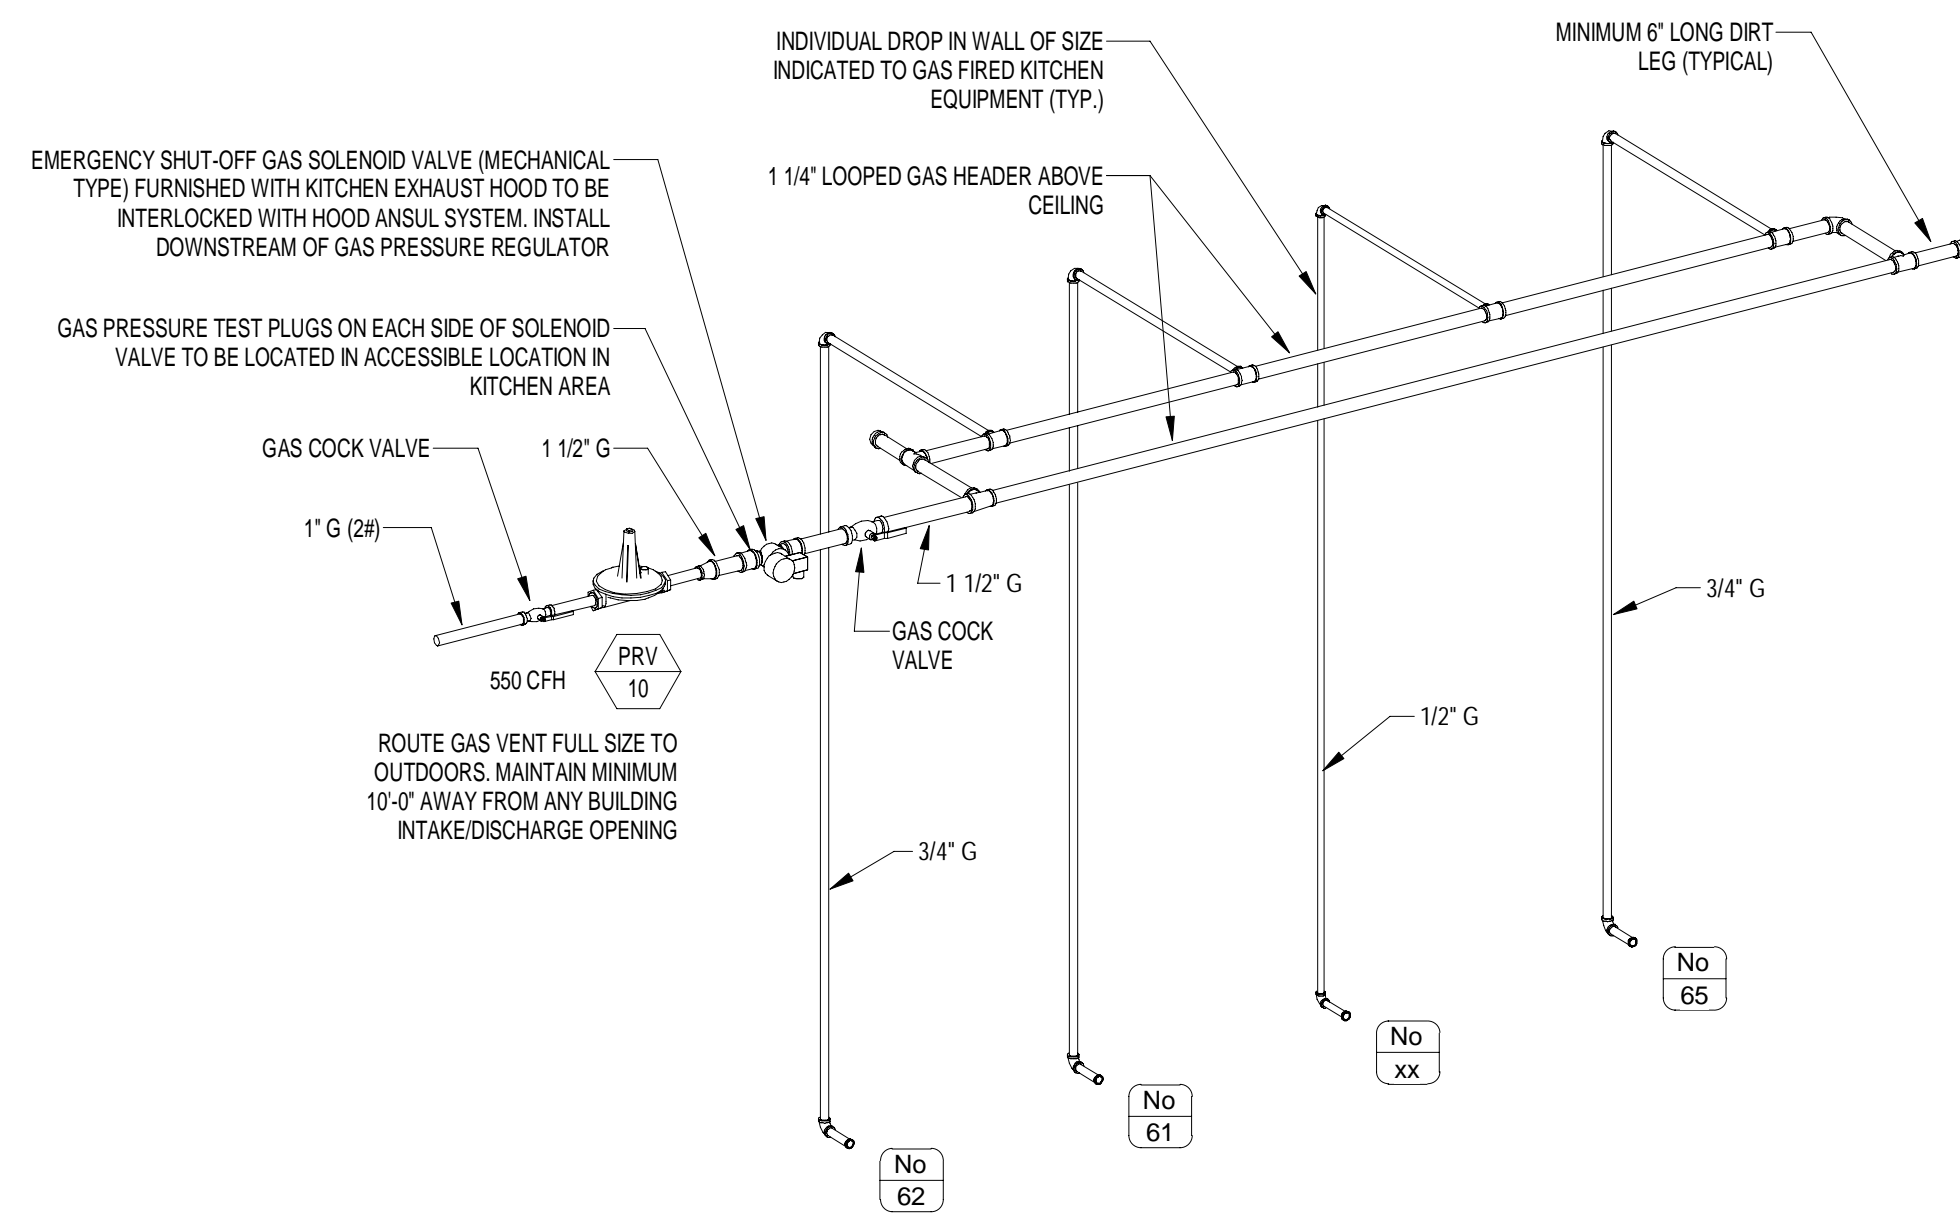 INDIVIDUAL DROP IN WALL OF SIZE
INDICATED TO GAS FIRED KITCHEN
EQUIPMENT (TYP.)
MINIMUM 6" LONG DIRT
LEG (TYPICAL)
EMERGENCY SHUT-OFF GAS SOLENOID VALVE (MECHANICAL
TYPE) FURNISHED WITH KITCHEN EXHAUST HOOD TO BE
INTERLOCKED WITH HOOD ANSUL SYSTEM. INSTALL
DOWNSTREAM OF GAS PRESSURE REGULATOR
1 1/4" LOOPED GAS HEADER ABOVE
CEILING
GAS PRESSURE TEST PLUGS ON EACH SIDE OF SOLENOID
VALVE TO BE LOCATED IN ACCESSIBLE LOCATION IN
KITCHEN AREA
GAS COCK VALVE
1 1/2" G
1" G (2#)
1 1/2" G
GAS COCK
VALVE
3/4" G
550 CFH
PRV
10
1/2" G
ROUTE GAS VENT FULL SIZE TO
OUTDOORS. MAINTAIN MINIMUM
10'-0" AWAY FROM ANY BUILDING
INTAKE/DISCHARGE OPENING
3/4" G
No
65
No
xx
No
61
No
62